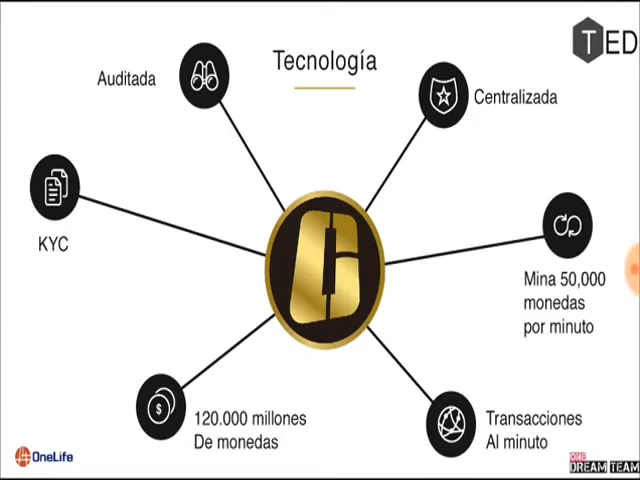 Tecnología
TED
Auditada
Centralizada
KYC
Mina 50,000
monedas
por minuto
$
120.000 millones
De monedas
Transacciones
Al minuto
OneLife
ONE
DREAM TEAM